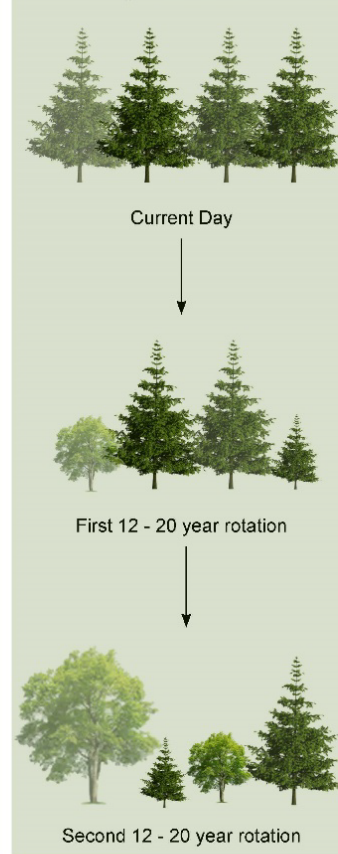 Current Day
First 12 - 20 year rotation
Second 12 - 20 year rotation